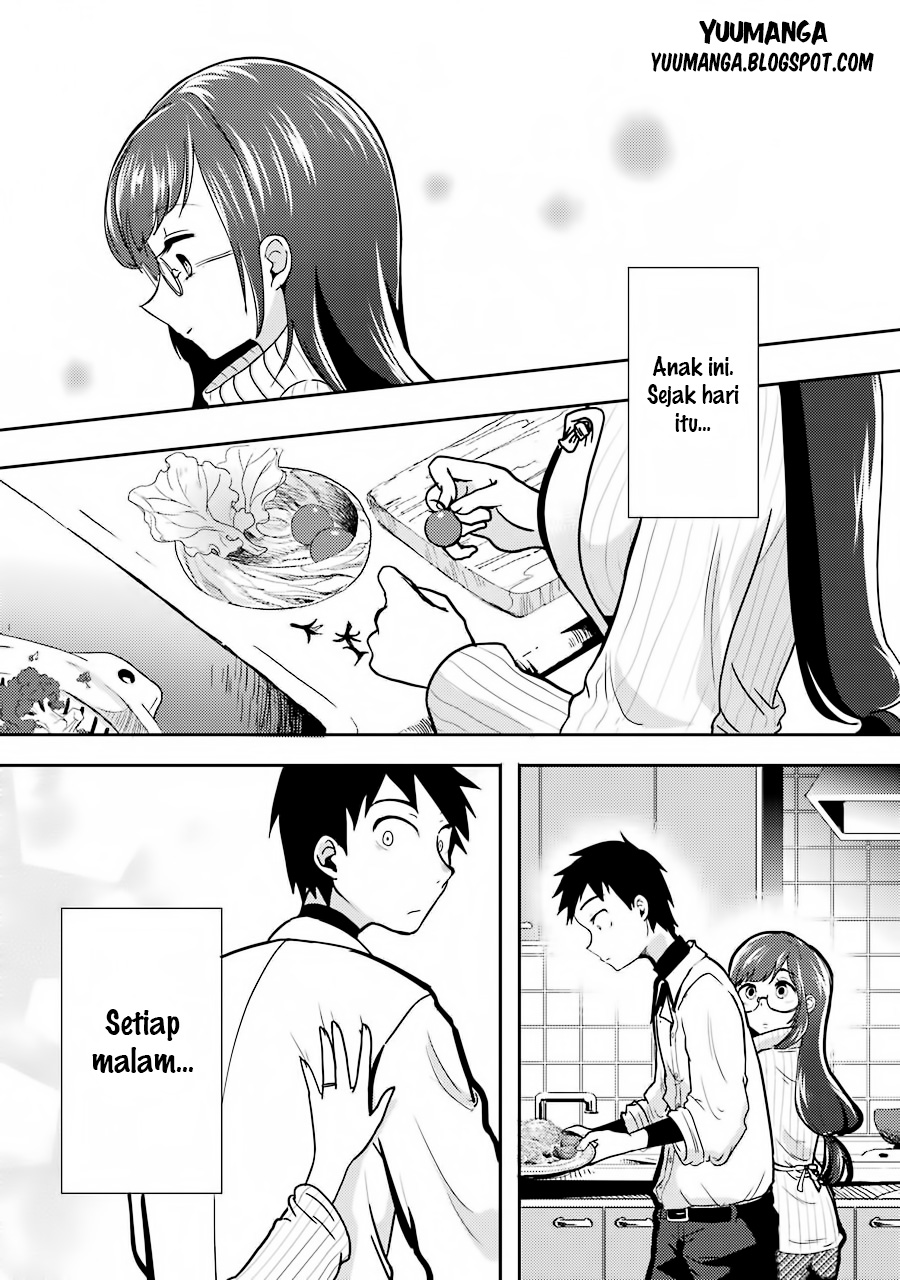 YUUMANGA
YUUMANGA.BLOGSPOT.COM
Anak ini.
Sejak hari
itu...
Setiap
malam...